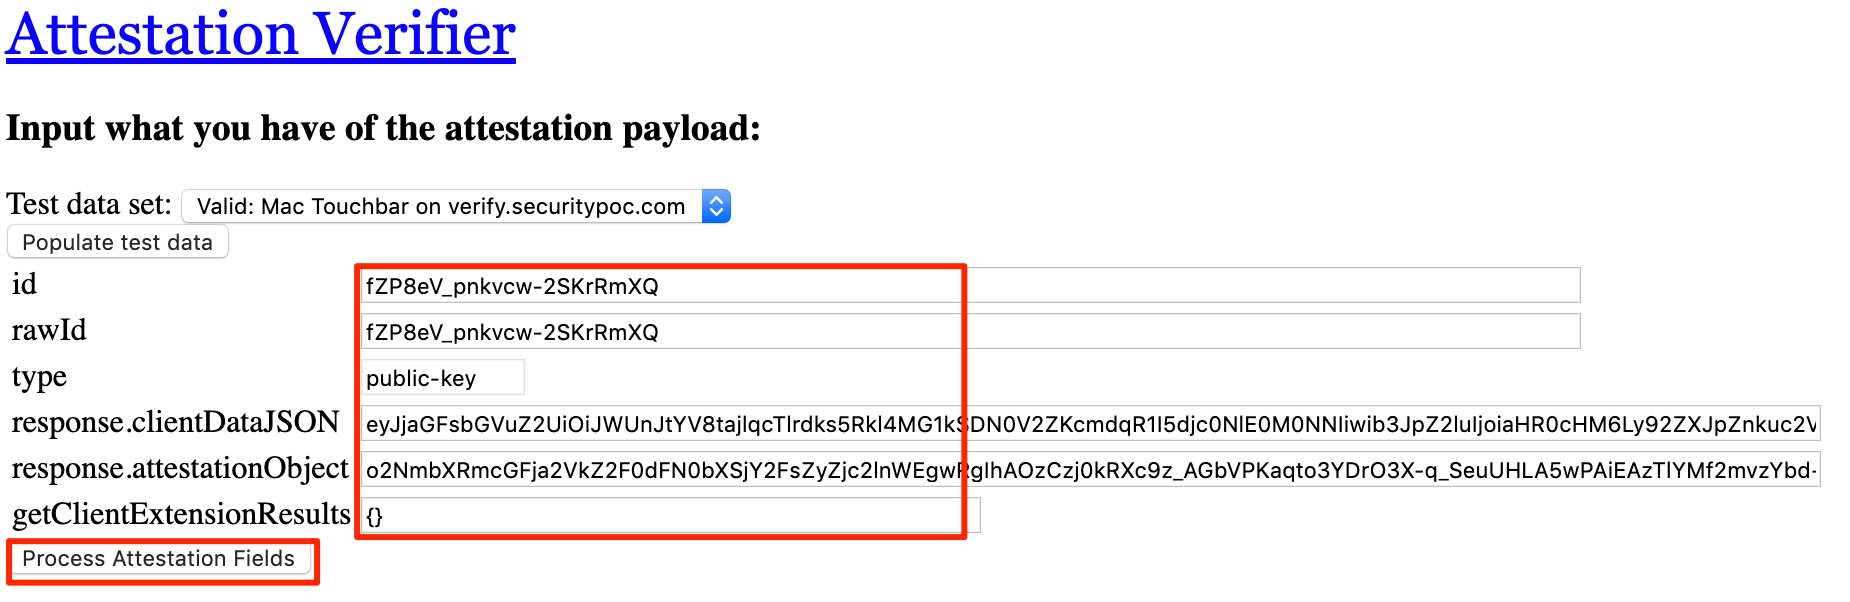 Attestation Verifier
Input what you have of the attestation payload:
Test data set: Valid: Mac Touchbar on verify.securitypoc.com
Populate test data
id fZP8eV_pnkvcw-2SKrRmXQ
rawId fZP8eV_pnkvcw-2SKrRmXQ
type public-key
response.clientDataJSON eyJjaGFsbGVuZ2UiOiJWUnJtYV8tajlqcTlrdks5Rkl4MG1kSDN0V2ZKcmdqR1I5djc0NlE0M0NNIiwib3JpZ2luIjoiaHR0cHM6Ly92ZXJpZnkuc2V
response.attestationObject o2NmbXRmcGFja2VkZ2F0dFN0bXSjY2FsZyZjc2lnWEgwRgIhAOzCzj0kRXc9z_AGbVPKaqto3YDrO3X-q_SeuUHLA5wPAiEAzTlYMf2mvzYbd-
getClientExtensionResults {}
Process Attestation Fields